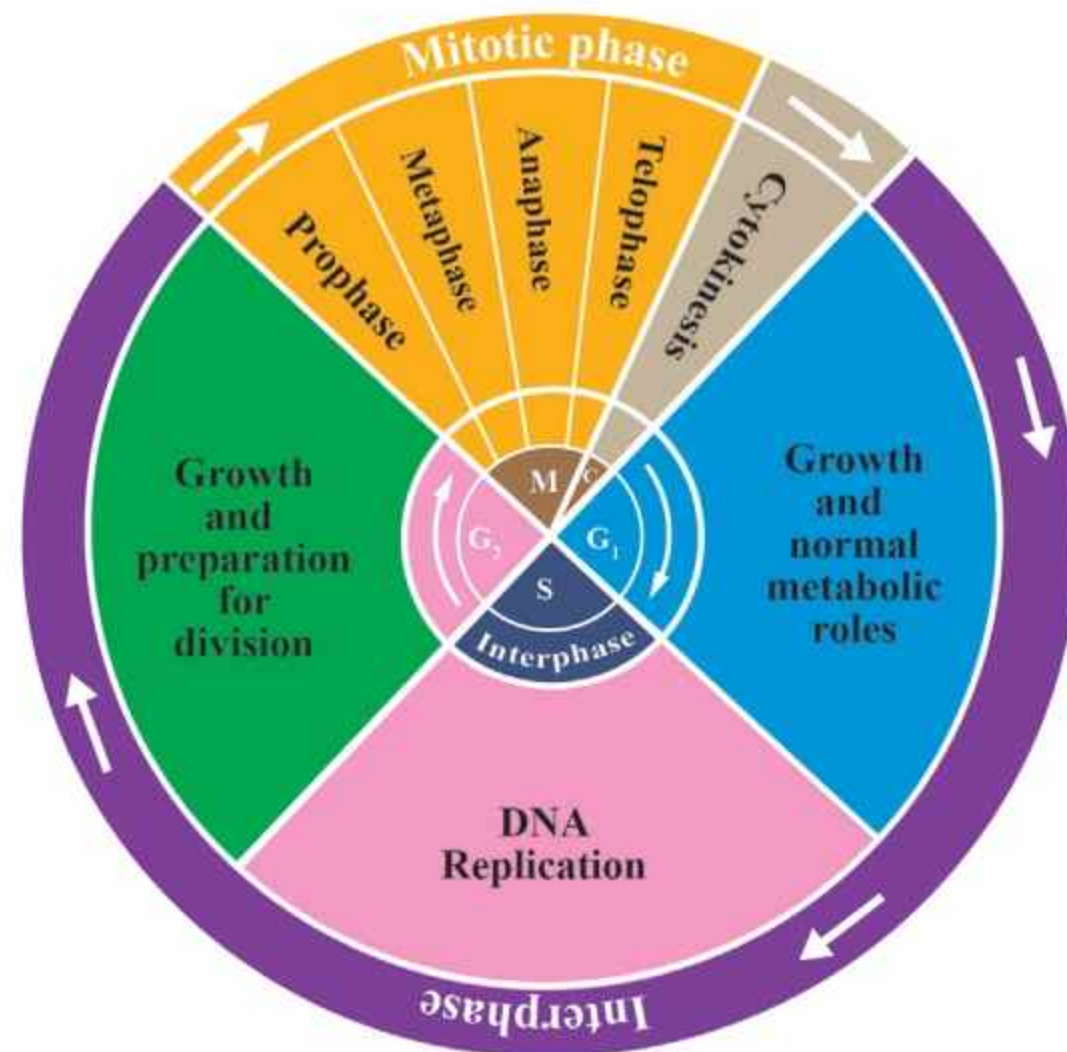 Mitotic phase
Prophase
Metaphase
Anaphase
Telophase
Cytokinesis
Growth
and
preparation
for
division
Growth
and
normal
metabolic
roles
M
C
G₂
G₁
S
Interphase
DNA
Replication
Interphase